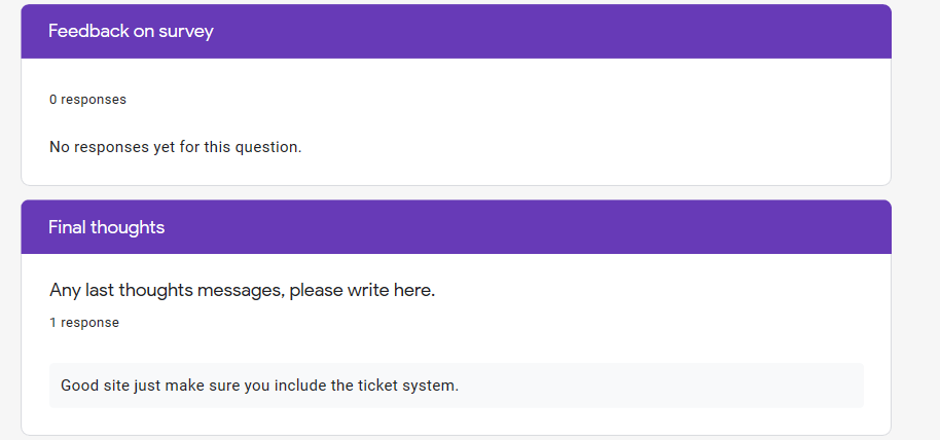 Feedback on survey
0 responses
No responses yet for this question.
Final thoughts
Any last thoughts messages, please write here.
1 response
Good site just make sure you include the ticket system.